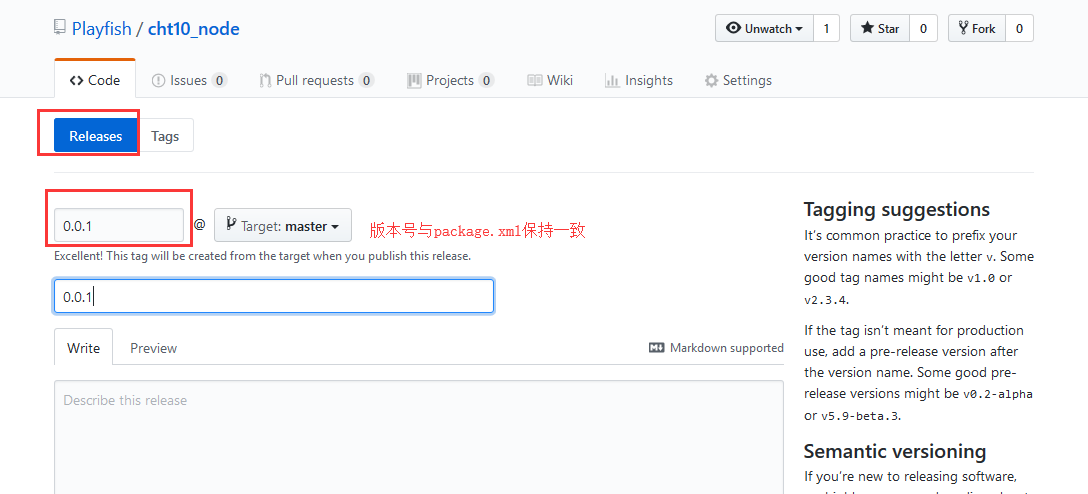 Playfish / cht10_node
Unwatch 1 Star 0 Fork 0
Code Issues 0 Pull requests 0 Projects 0 Wiki Insights Settings
Releases Tags
0.0.1 @ Target: master 版本号与package.xml保持一致
Excellent! This tag will be created from the target when you publish this release.
0.0.1
Write Preview Markdown supported
Describe this release
Tagging suggestions
It's common practice to prefix your
version names with the letter v. Some
good tag names might be v1.0 or
v2.3.4.
If the tag isn't meant for production
use, add a pre-release version after
the version name. Some good pre-
release versions might be v0.2-alpha
or v5.9-beta.3.
Semantic versioning
If you're new to releasing software,